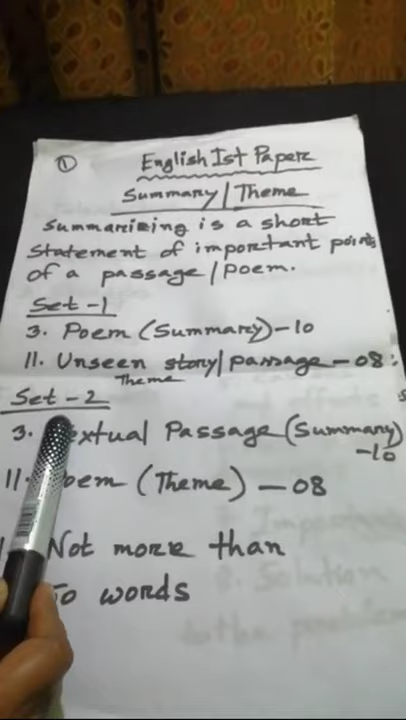 1
English Ist Paper
Summary/Theme
Summarizing is a short
statement of important points
of a passage/poem.
Set-1
3. Poem (Summary)-10
11. Unseen story/passage-08:
Theme
Set-2
3. Textual Passage (Summary)
-10
11. Poem (Theme) - 08
Not more than
words